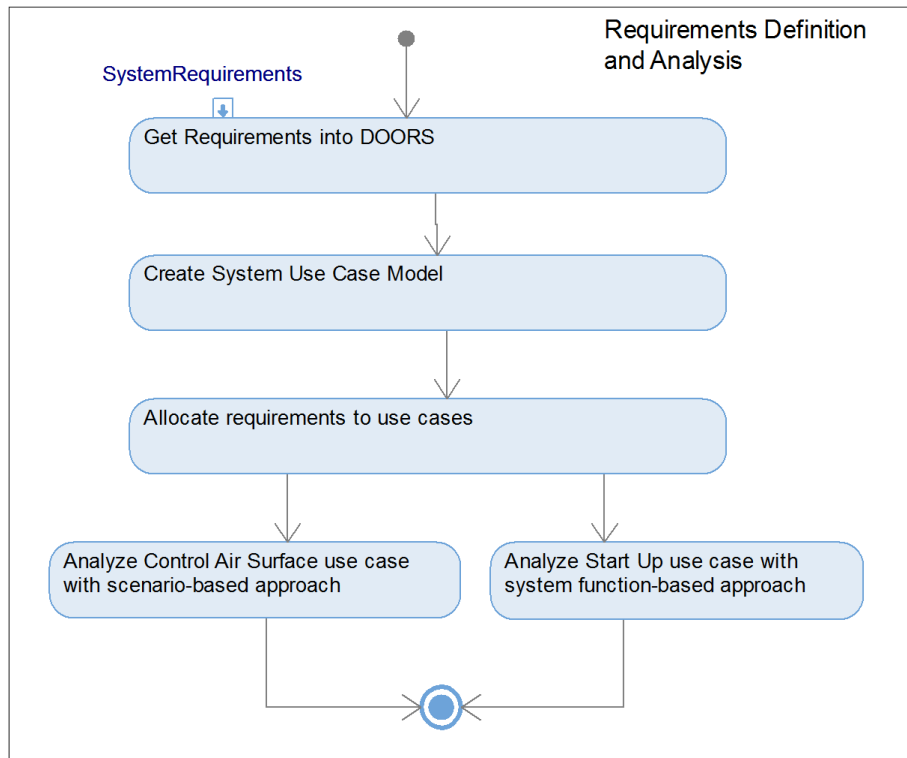 Requirements Definition
and Analysis
SystemRequirements
Get Requirements into DOORS
Create System Use Case Model
Allocate requirements to use cases
Analyze Control Air Surface use case
with scenario-based approach
Analyze Start Up use case with
system function-based approach